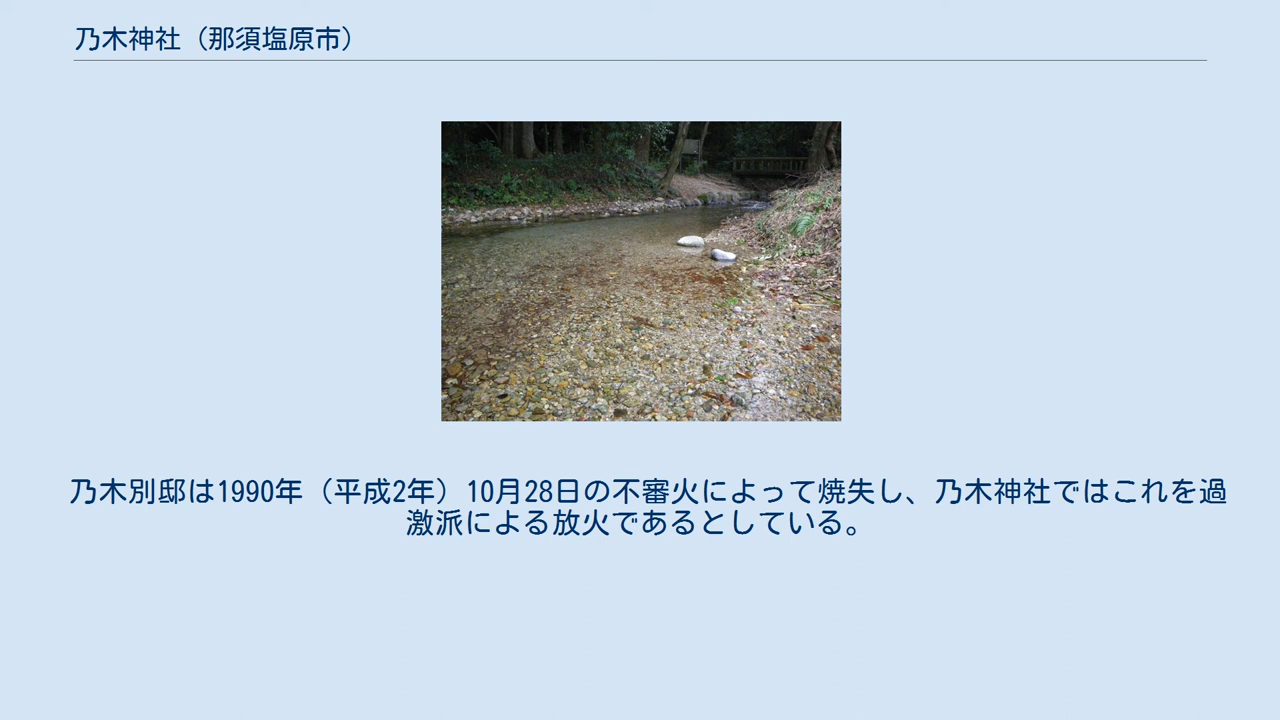 乃木神社（那須塩原市）
乃木別邸は1990年（平成2年）10月28日の不審火によって焼失し、乃木神社ではこれを過
激派による放火であるとしている。